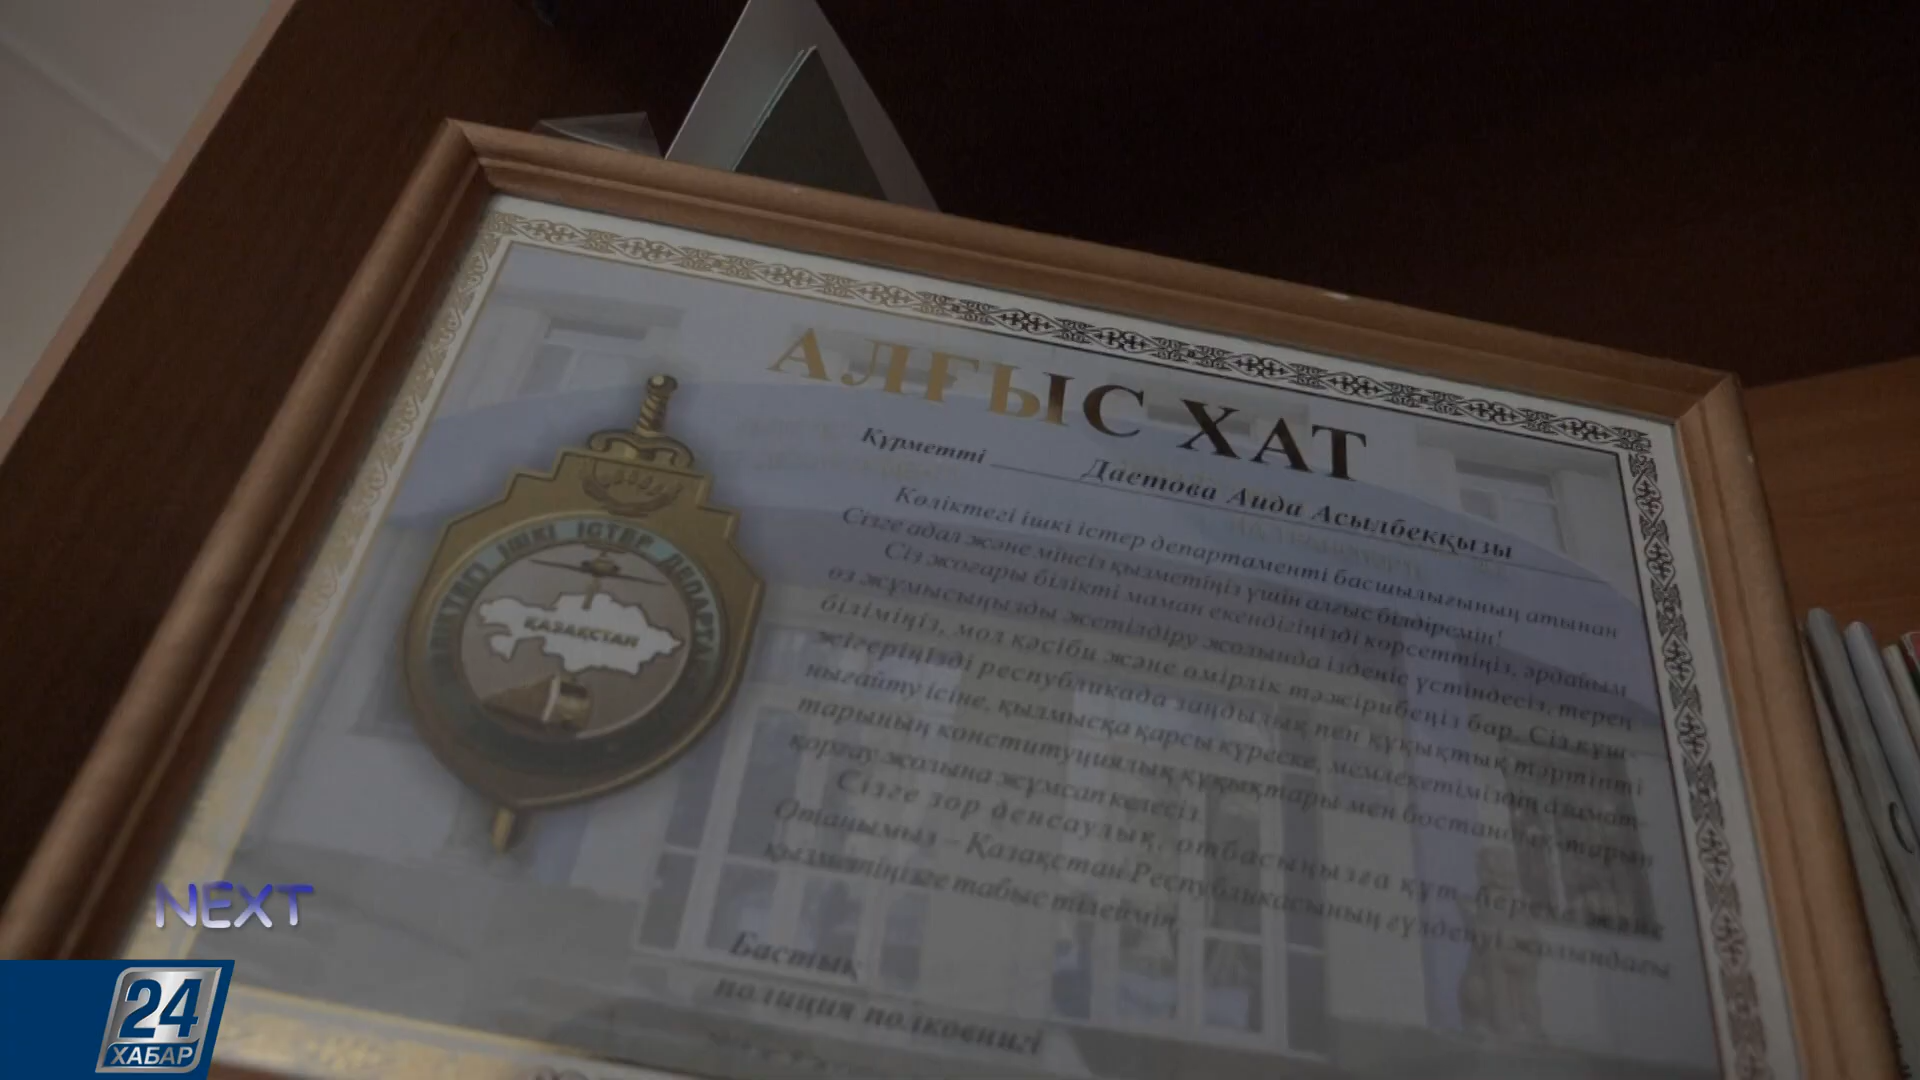 АЛҒЫС ХАТ
Құрметті Даетова Аида Асылбекқызы
Көліктегі ішкі істер департаменті басшылығының атынан
Сізге адал және мінсіз қызметіңіз үшін алғыс білдіремін!
Сіз жоғары білікті маман екендігіңізді көрсеттіңіз, әрдайым
өз жұмысыңызды жетілдіру жолында ізденіс үстіндесіз, терең
біліміңіз, мол кәсіби және өмірлік тәжірибеңіз бар. Сіз күш-
жігеріңізді республикада заңдылық пен құқықтық тәртіпті
нығайту ісіне, қылмысқа қарсы күреске, мемлекетіміздің азамат-
тарының конституциялық құқықтары мен бостандықтарын
қорғау жолына жұмсап келесіз.
Сізге зор денсаулық, отбасыңызға құт-береке және
Отанымыз – Қазақстан Республикасының гүлденуі жолындағы
қызметіңізге табыс тілеймін.
Бастық
полиция полковнигі
ІШКІ ІСТЕР ДЕПАРТА
ҚАЗАҚСТАН
NEXT
24
ХАБАР